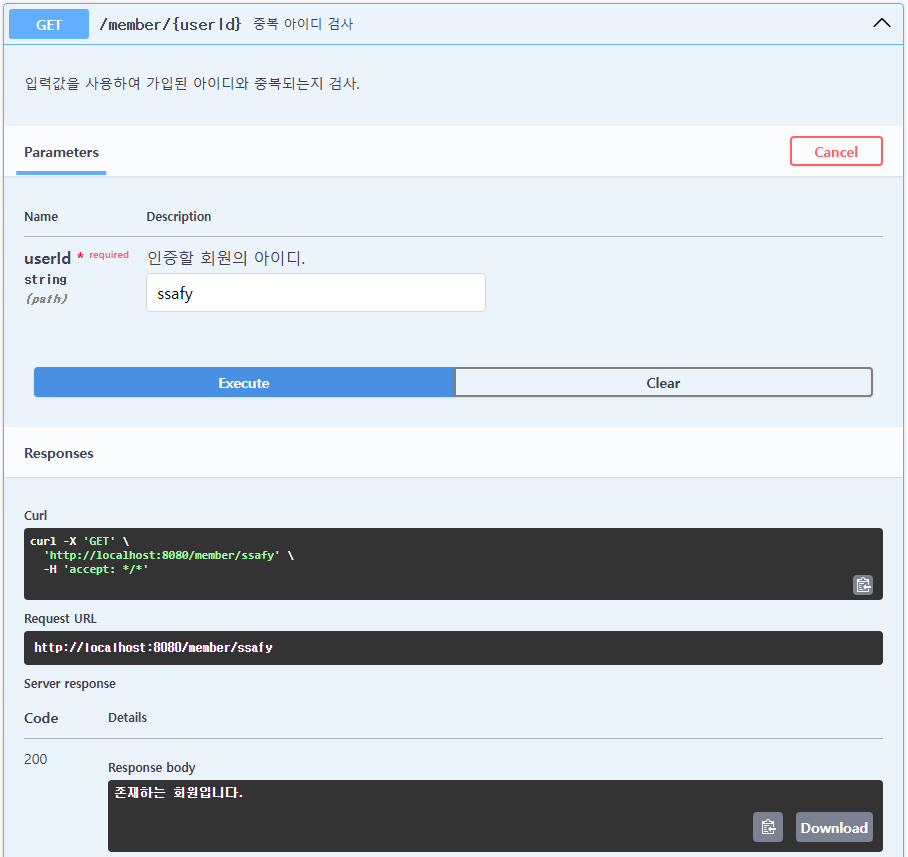 GET /member/{userId} 중복 아이디 검사
입력값을 사용하여 가입된 아이디와 중복되는지 검사.
Parameters Cancel
Name Description
userId * required 인증할 회원의 아이디.
string ssafy
(path)
Execute Clear
Responses
Curl
curl -X 'GET' \
'http://localhost:8080/member/ssafy' \
-H 'accept: */*'
Request URL
http://localhost:8080/member/ssafy
Server response
Code Details
200
Response body
존재하는 회원입니다.
Download